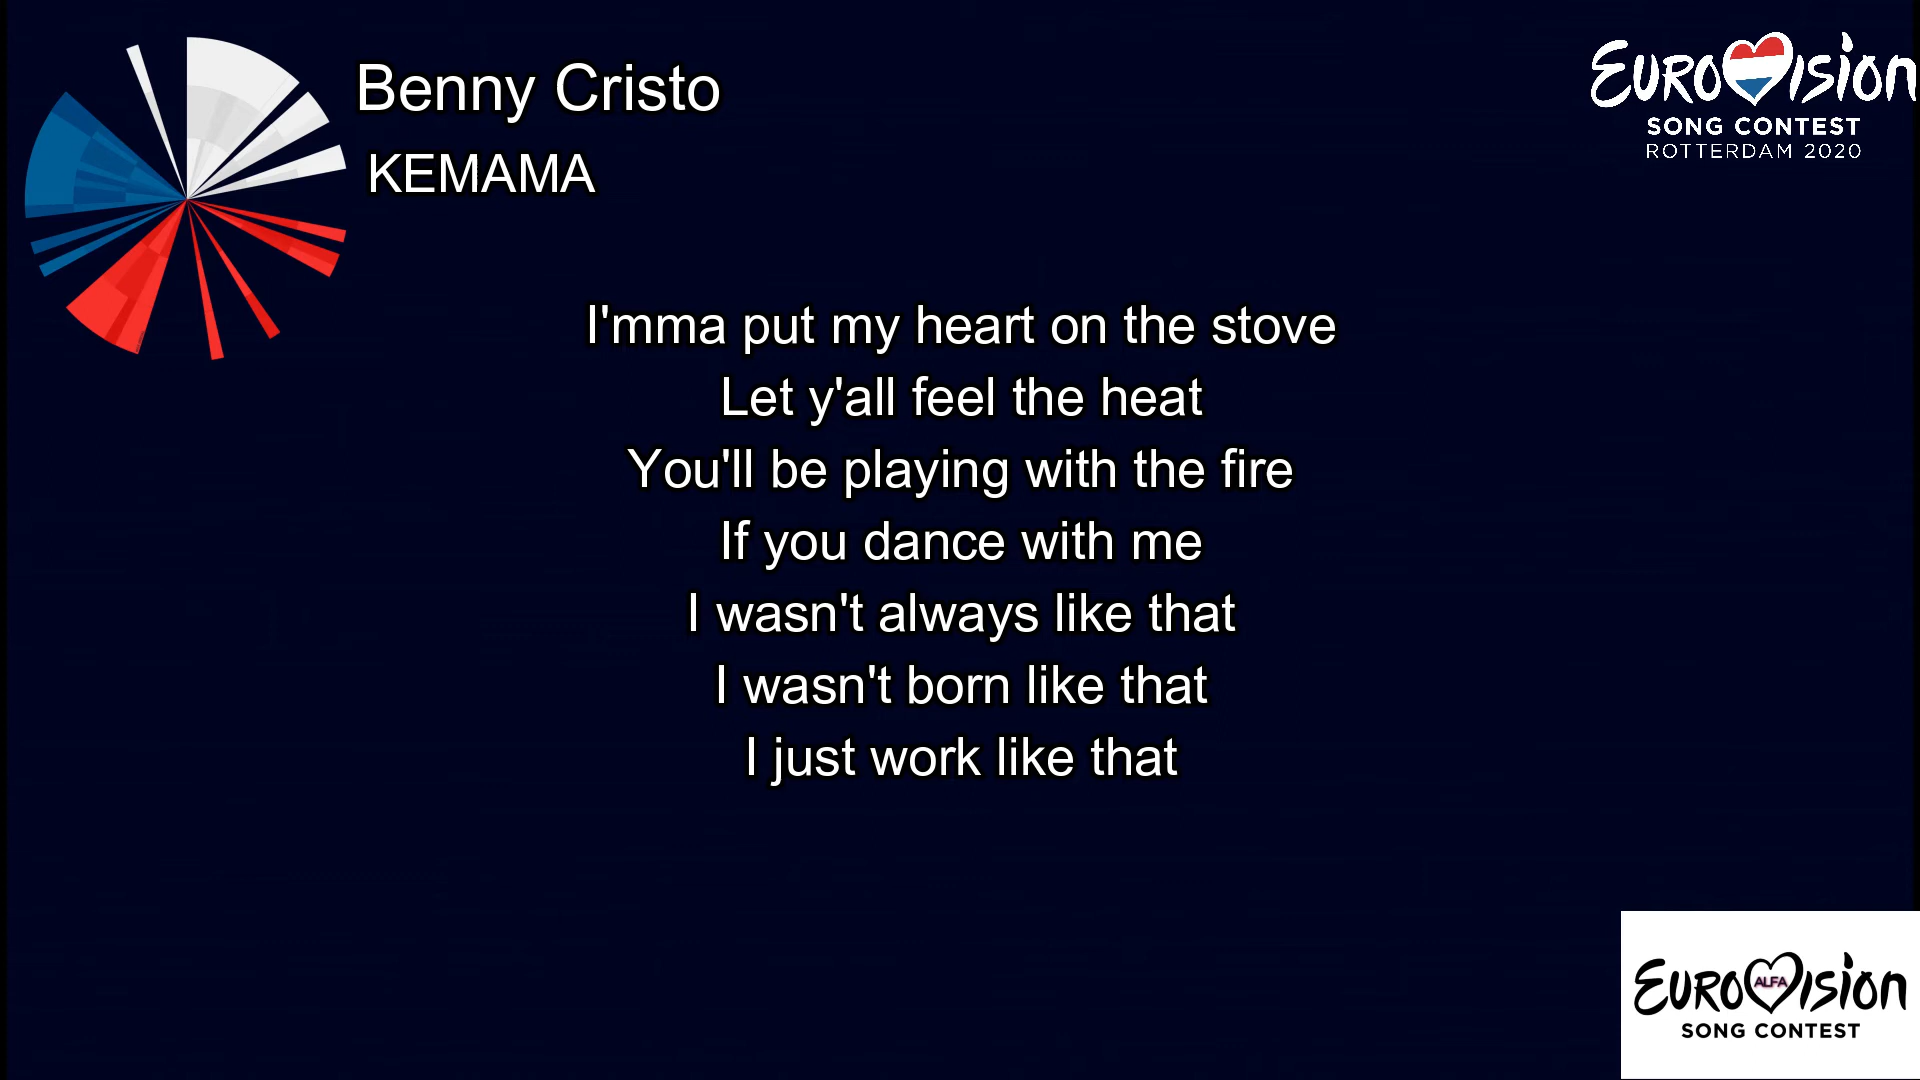 Benny Cristo
KEMAMA
EUROVISION
SONG CONTEST
ROTTERDAM 2020
I'mma put my heart on the stove
Let y'all feel the heat
You'll be playing with the fire
If you dance with me
I wasn't always like that
I wasn't born like that
I just work like that
EUROVISION
ALFA
SONG CONTEST